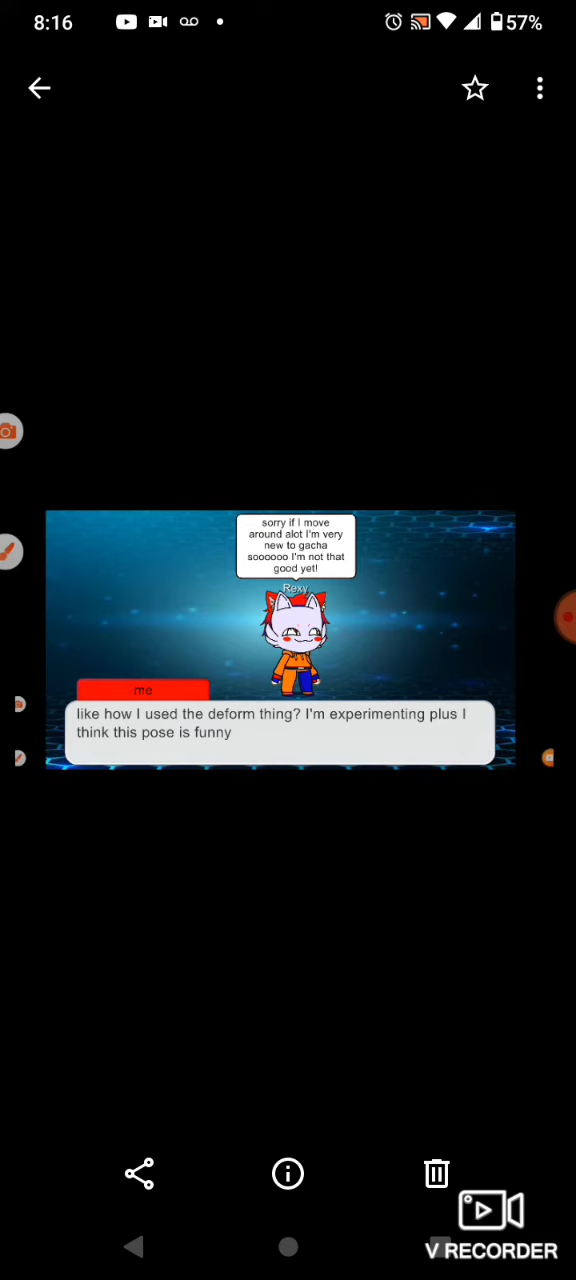 8:16
57%
sorry if I move
around alot I'm very
new to gacha
soooooo I'm not that
good yet!
Rexy
me
like how I used the deform thing? I'm experimenting plus I
think this pose is funny
V RECORDER